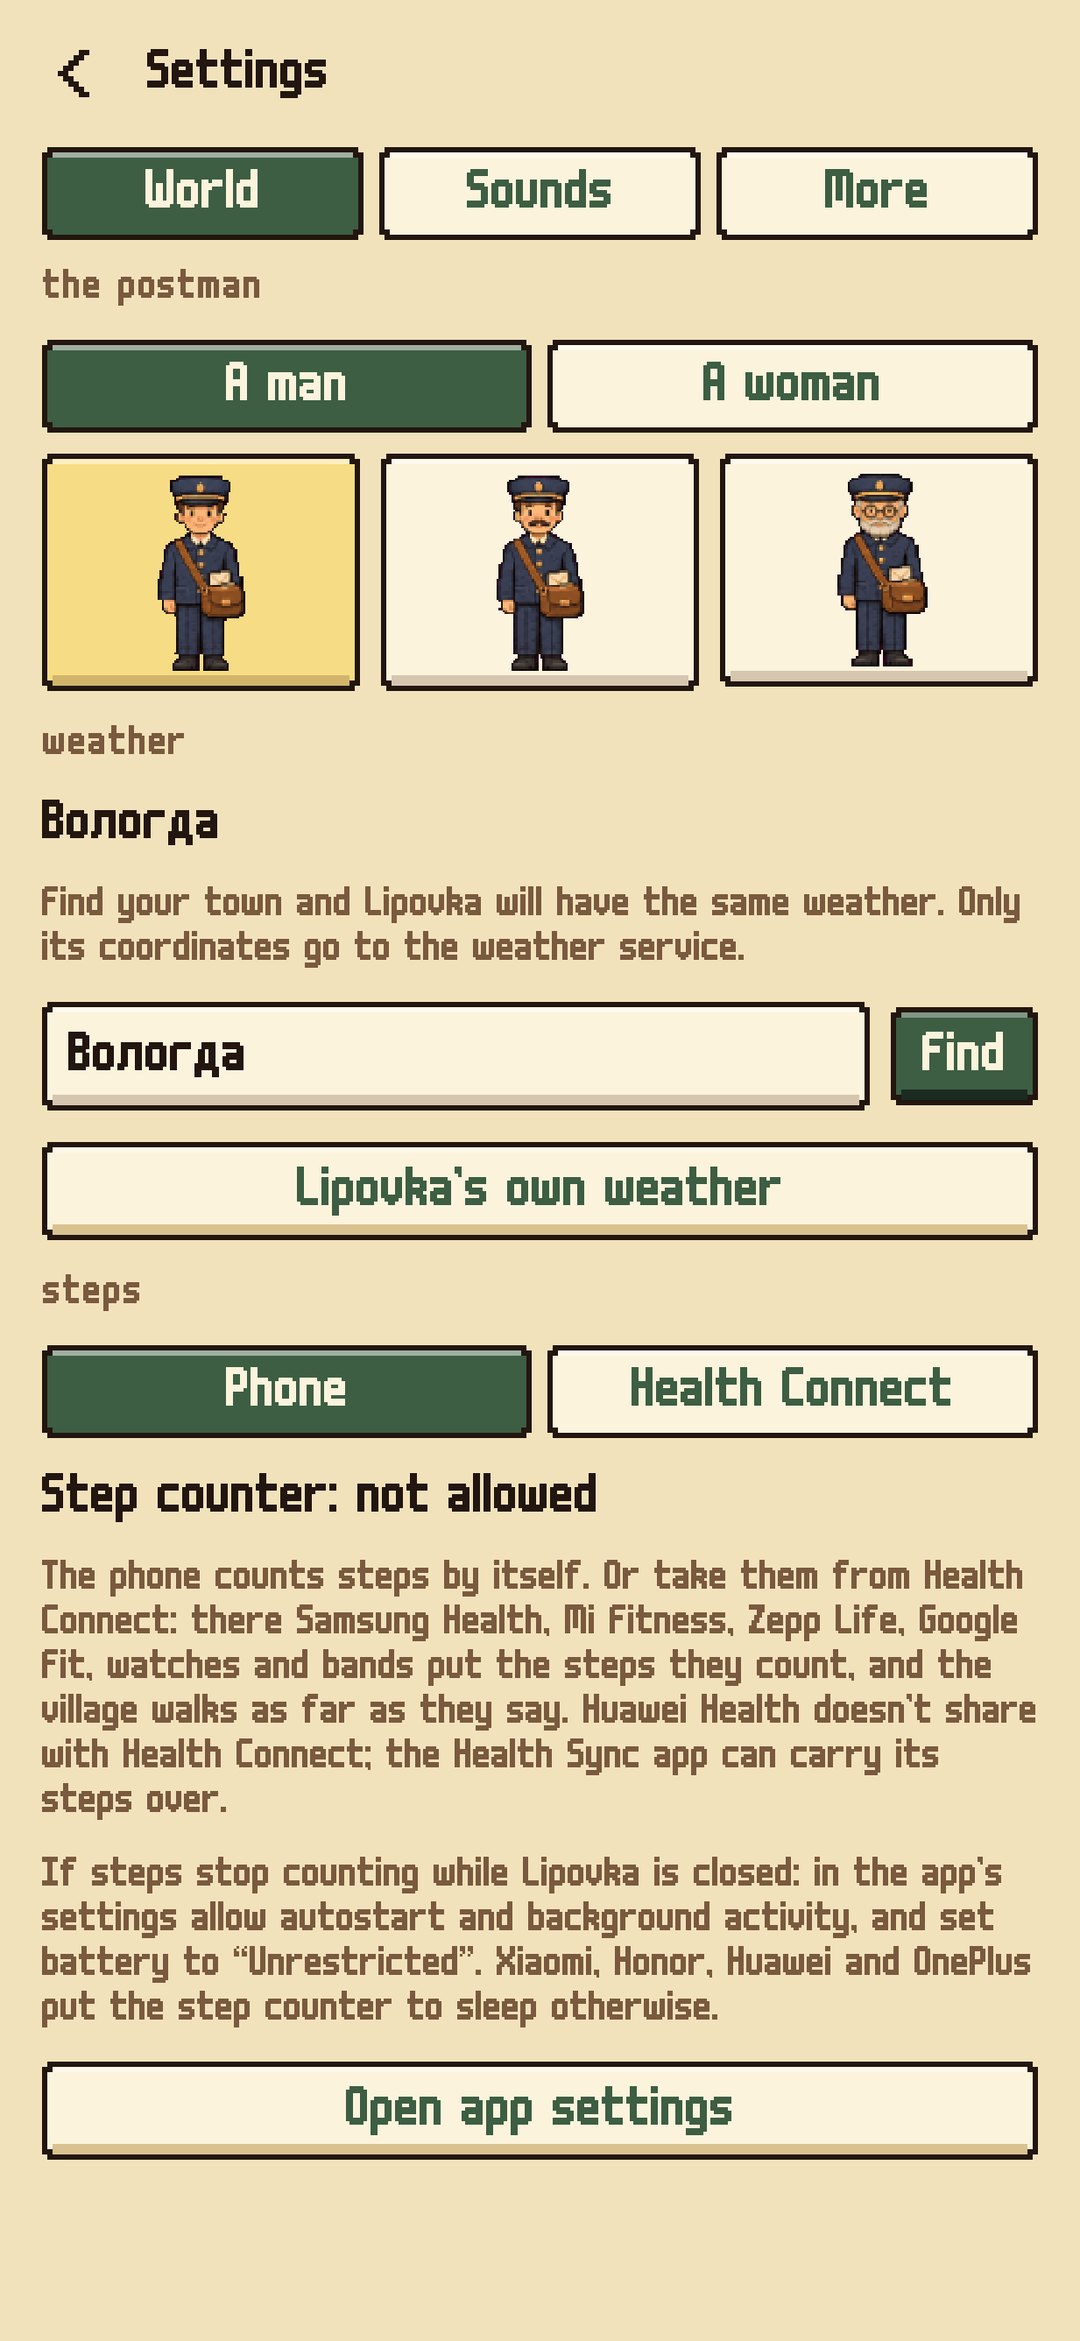 Settings
World
Sounds
More
the postman
A man
A woman
weather
Вологда
Find your town and Lipovka will have the same weather. Only
its coordinates go to the weather service.
Вологда
Find
Lipovka's own weather
steps
Phone
Health Connect
Step counter: not allowed
The phone counts steps by itself. Or take them from Health
Connect: there Samsung Health, Mi Fitness, Zepp Life, Google
Fit, watches and bands put the steps they count, and the
village walks as far as they say. Huawei Health doesn't share
with Health Connect; the Health Sync app can carry its
steps over.
If steps stop counting while Lipovka is closed: in the app's
settings allow autostart and background activity, and set
battery to “Unrestricted”. Xiaomi, Honor, Huawei and OnePlus
put the step counter to sleep otherwise.
Open app settings